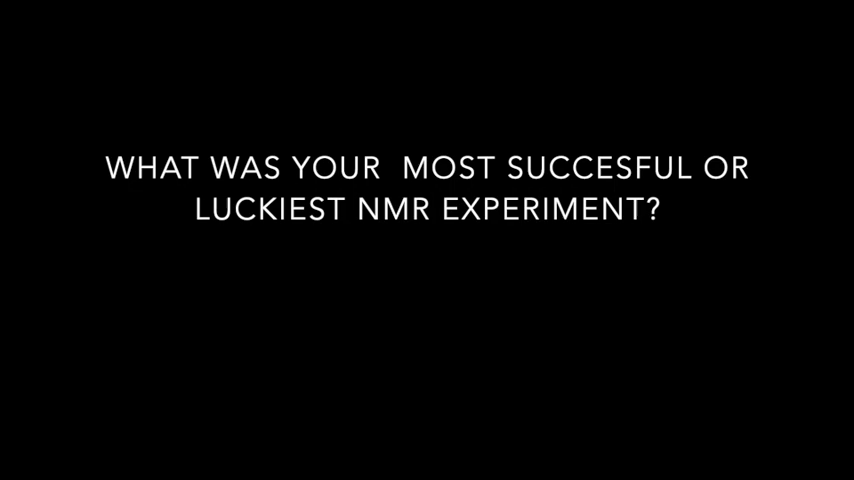 WHAT WAS YOUR  MOST SUCCESFUL OR
LUCKIEST NMR EXPERIMENT?